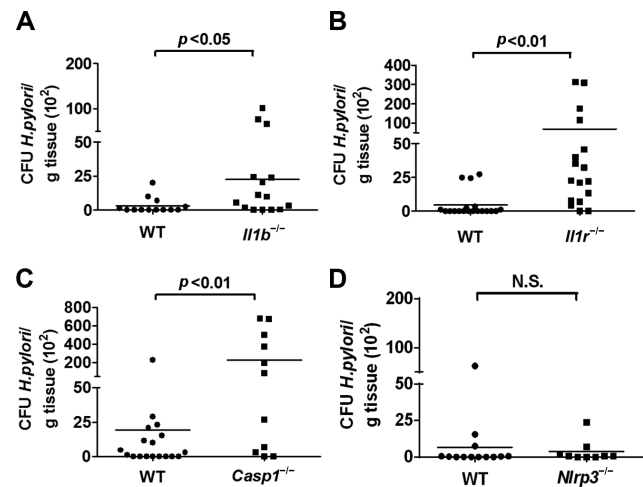 A
p<0.05
CFU H.pylori/
g tissue (10²)
200
100
50
25
0
WT
Il1b⁻/⁻
B
p<0.01
CFU H.pylori/
g tissue (10²)
400
300
200
100
50
25
0
WT
Il1r⁻/⁻
C
p<0.01
CFU H.pylori/
g tissue (10²)
800
600
400
200
50
25
0
WT
Casp1⁻/⁻
D
N.S.
CFU H.pylori/
g tissue (10²)
200
100
50
25
0
WT
Nlrp3⁻/⁻